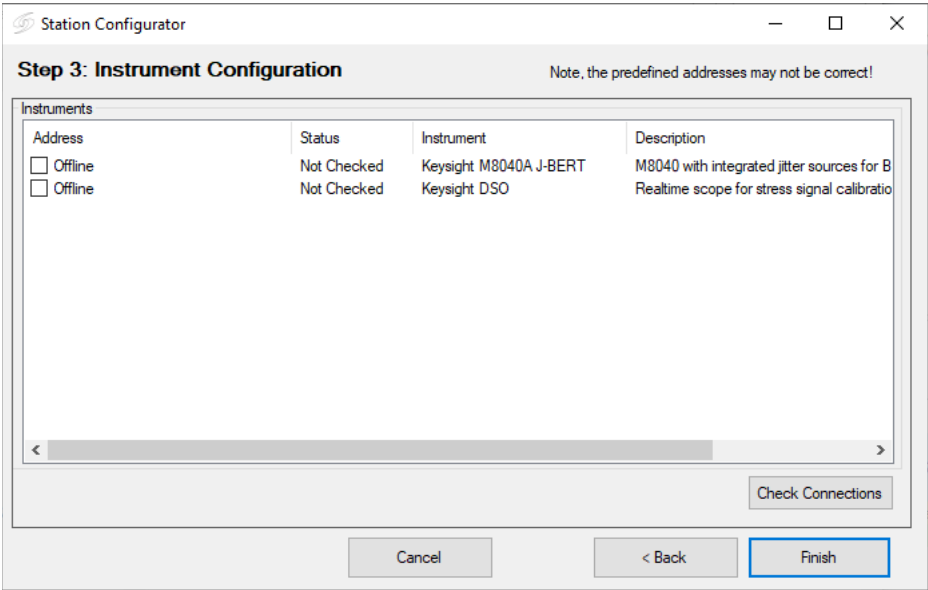 Station Configurator
Step 3: Instrument Configuration
Note, the predefined addresses may not be correct!
Instruments
Address Status Instrument Description
Offline Not Checked Keysight M8040A J-BERT M8040 with integrated jitter sources for B
Offline Not Checked Keysight DSO Realtime scope for stress signal calibratio
Check Connections
Cancel < Back Finish